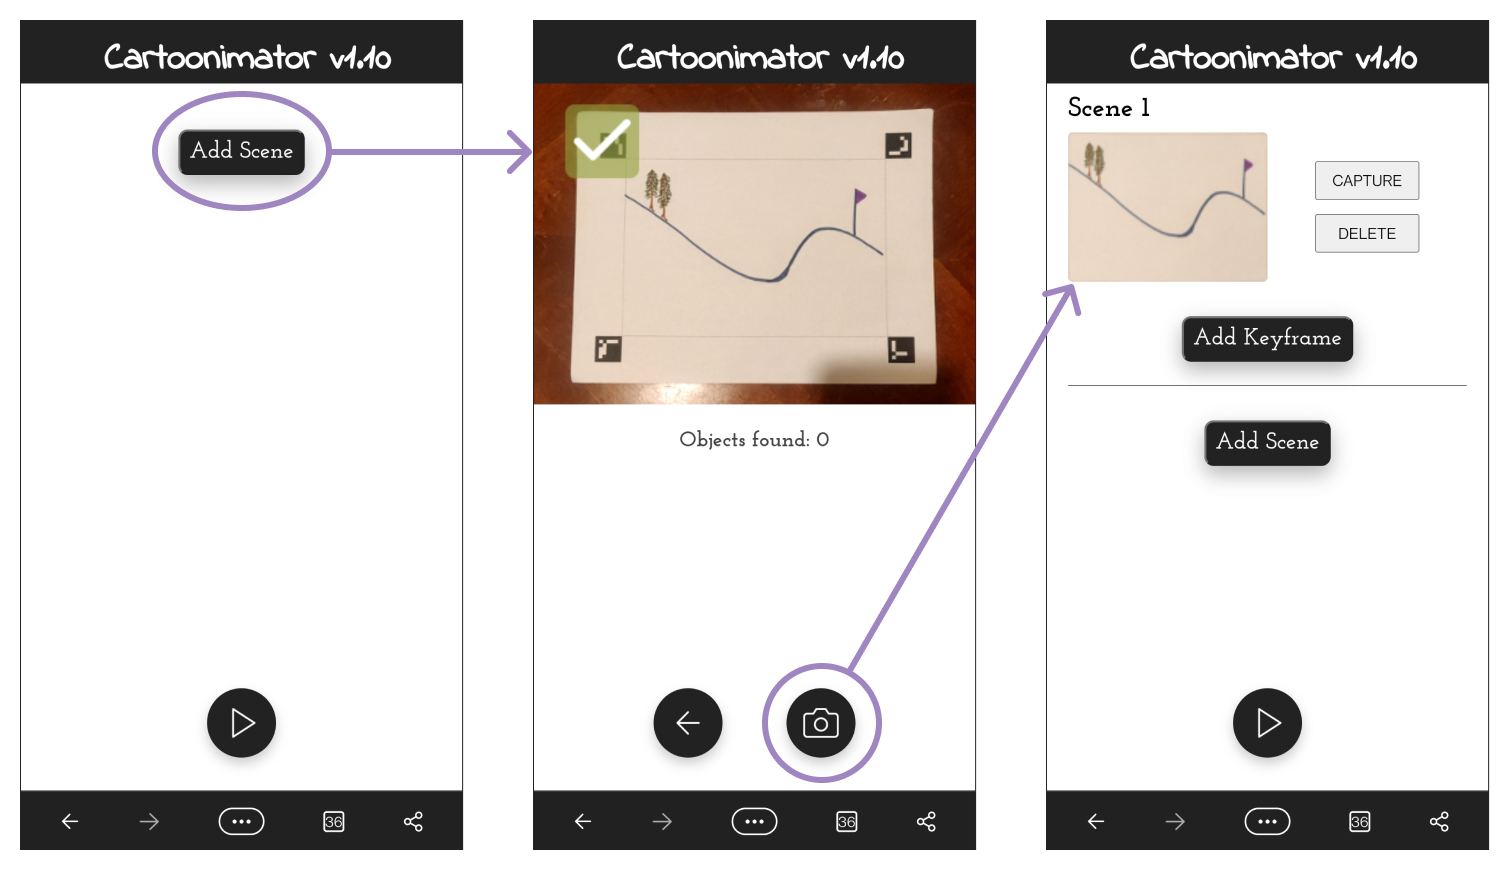 Cartoonimator v1.10
Add Scene
36
Cartoonimator v1.10
Objects found: 0
36
Cartoonimator v1.10
Scene 1
CAPTURE
DELETE
Add Keyframe
Add Scene
36